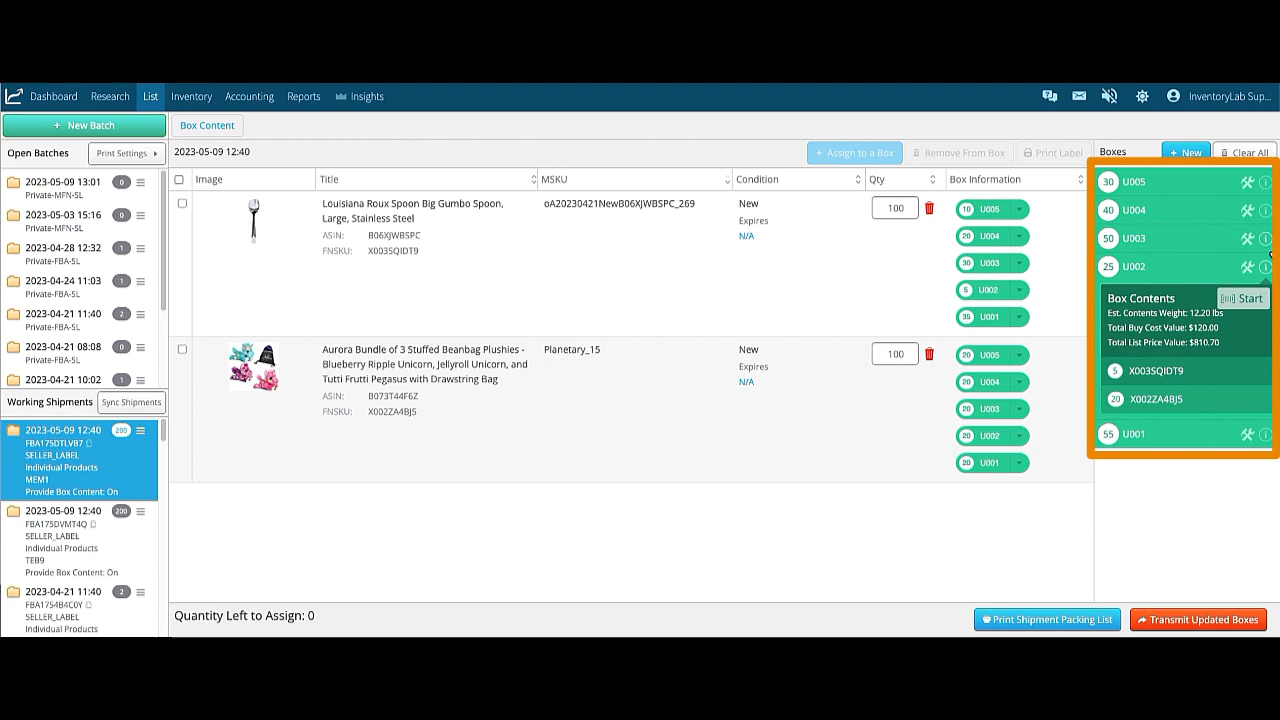 Dashboard Research List Inventory Accounting Reports Insights InventoryLab Sup...
+ New Batch
Box Content
Open Batches Print Settings
2023-05-09 12:40
+ Assign to a Box Remove From Box Print Label
Boxes + New Clear All
2023-05-09 13:01 0
Private-MFN-SL
2023-05-03 15:16 0
Private-MFN-SL
2023-04-28 12:32 1
Private-FBA-SL
2023-04-24 11:03 1
Private-FBA-SL
2023-04-21 11:40 2
Private-FBA-SL
2023-04-21 08:08 0
Private-FBA-SL
2023-04-21 10:02 1
Working Shipments Sync Shipments
2023-05-09 12:40 200
FBA175DTLVB7
SELLER_LABEL
Individual Products
MEM1
Provide Box Content: On
2023-05-09 12:40 200
FBA175DVMT4Q
SELLER_LABEL
Individual Products
TEB9
Provide Box Content: On
2023-04-21 11:40 2
FBA1754B4C0Y
SELLER_LABEL
Individual Products
Image Title MSKU Condition Qty Box Information
Louisiana Roux Spoon Big Gumbo Spoon,
Large, Stainless Steel
ASIN: B06XJWBSPC
FNSKU: X003SQIDT9
oA20230421NewB06XJWBSPC_269
New
Expires
N/A
100
10 U005
20 U004
30 U003
5 U002
35 U001
Aurora Bundle of 3 Stuffed Beanbag Plushies -
Blueberry Ripple Unicorn, Jellyroll Unicorn, and
Tutti Frutti Pegasus with Drawstring Bag
ASIN: B073T44F6Z
FNSKU: X002ZA4BJ5
Planetary_15
New
Expires
N/A
100
20 U005
20 U004
20 U003
20 U002
20 U001
30 U005
40 U004
50 U003
25 U002
Box Contents Start
Est. Contents Weight: 12.20 lbs
Total Buy Cost Value: $120.00
Total List Price Value: $810.70
5 X003SQIDT9
20 X002ZA4BJ5
55 U001
Quantity Left to Assign: 0
Print Shipment Packing List Transmit Updated Boxes